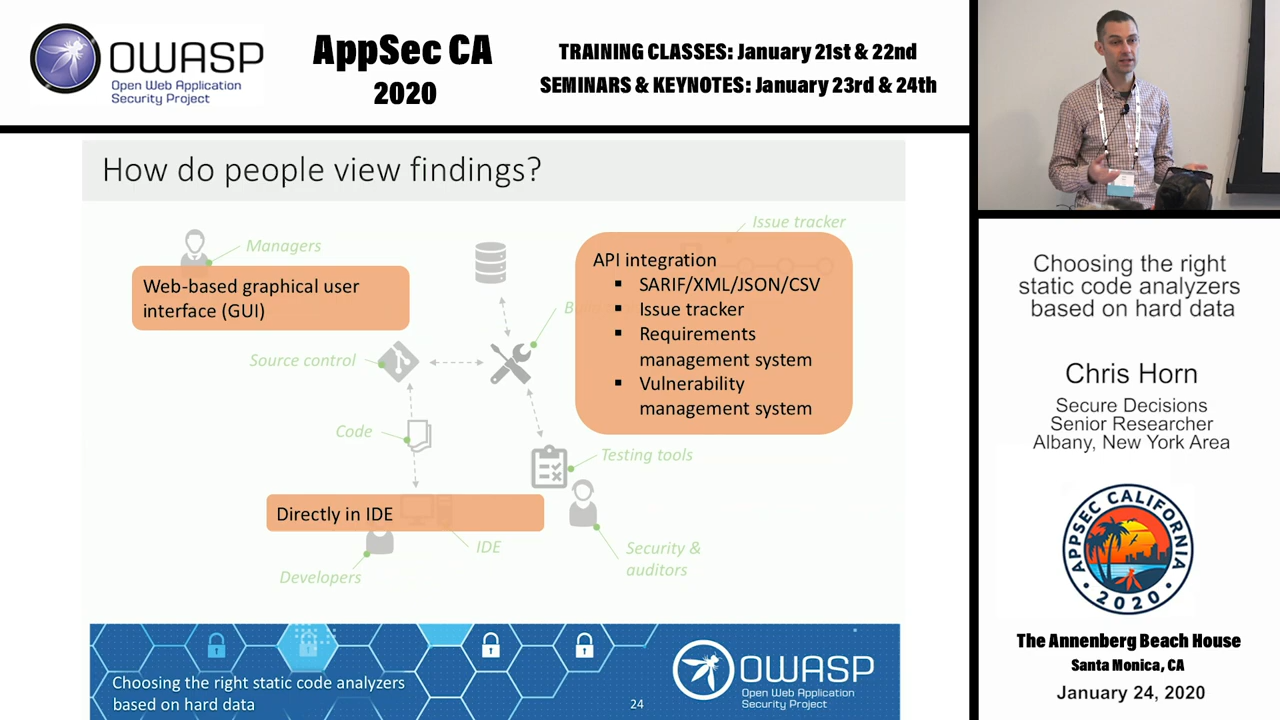 OWASP
Open Web Application
Security Project
AppSec CA
2020
TRAINING CLASSES: January 21st & 22nd
SEMINARS & KEYNOTES: January 23rd & 24th
How do people view findings?
Issue tracker
Managers
Web-based graphical user
interface (GUI)
API integration
▪ SARIF/XML/JSON/CSV
▪ Issue tracker
▪ Requirements
management system
▪ Vulnerability
management system
Source control
Code
Testing tools
Directly in IDE
IDE
Developers
Security &
auditors
Choosing the right static code analyzers
based on hard data
24
OWASP
Open Web Application
Security Project
Choosing the right
static code analyzers
based on hard data
Chris Horn
Secure Decisions
Senior Researcher
Albany, New York Area
APPSEC CALIFORNIA
• 2020 •
The Annenberg Beach House
Santa Monica, CA
January 24, 2020